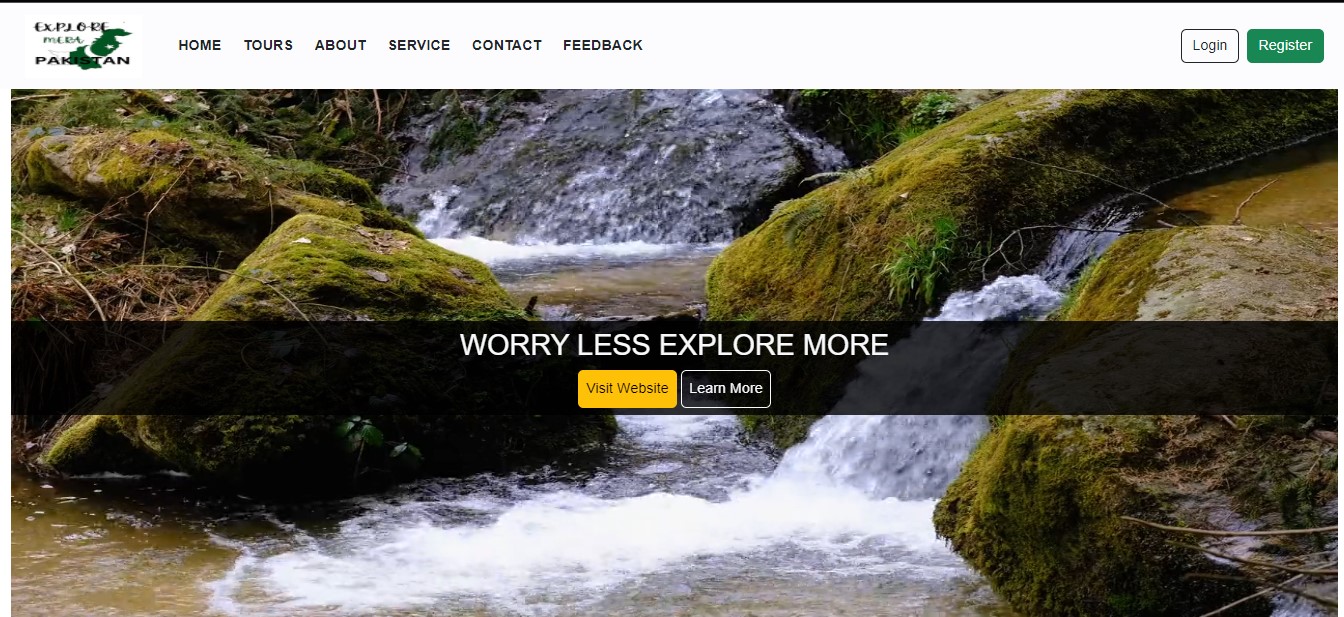 EXPLORE
MERA
PAKISTAN
HOME TOURS ABOUT SERVICE CONTACT FEEDBACK
Login Register
WORRY LESS EXPLORE MORE
Visit Website Learn More